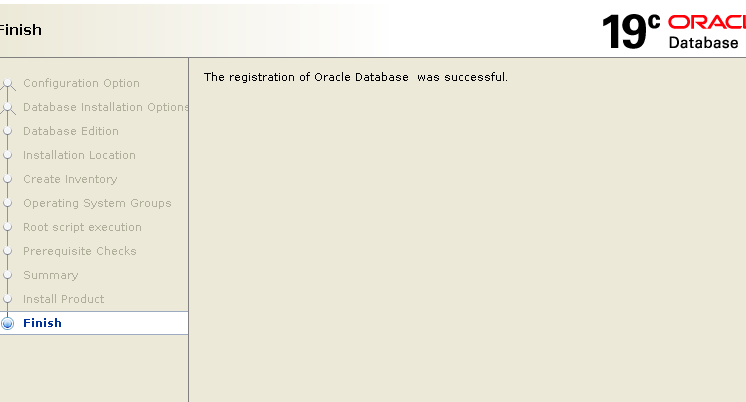 Finish
19c ORACL
Database
Configuration Option
Database Installation Options
Database Edition
Installation Location
Create Inventory
Operating System Groups
Root script execution
Prerequisite Checks
Summary
Install Product
Finish
The registration of Oracle Database  was successful.